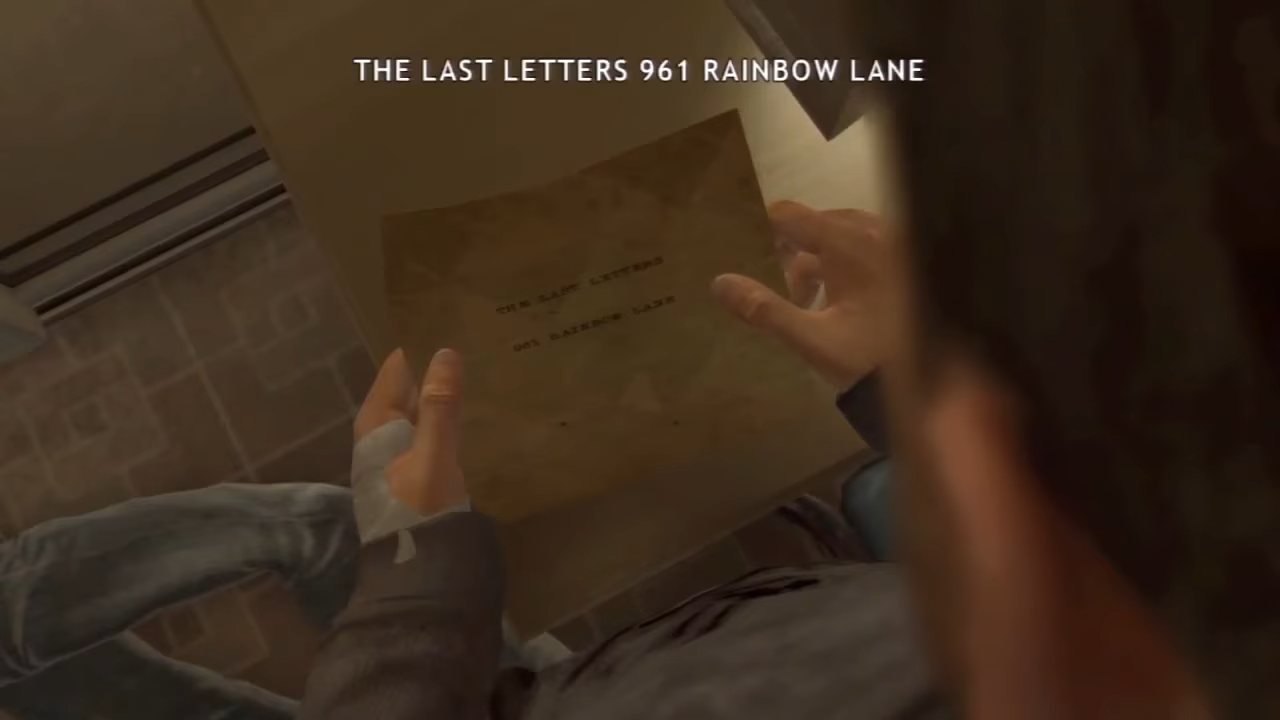 THE LAST LETTERS 961 RAINBOW LANE
THE LAST LETTERS
961 RAINBOW LANE